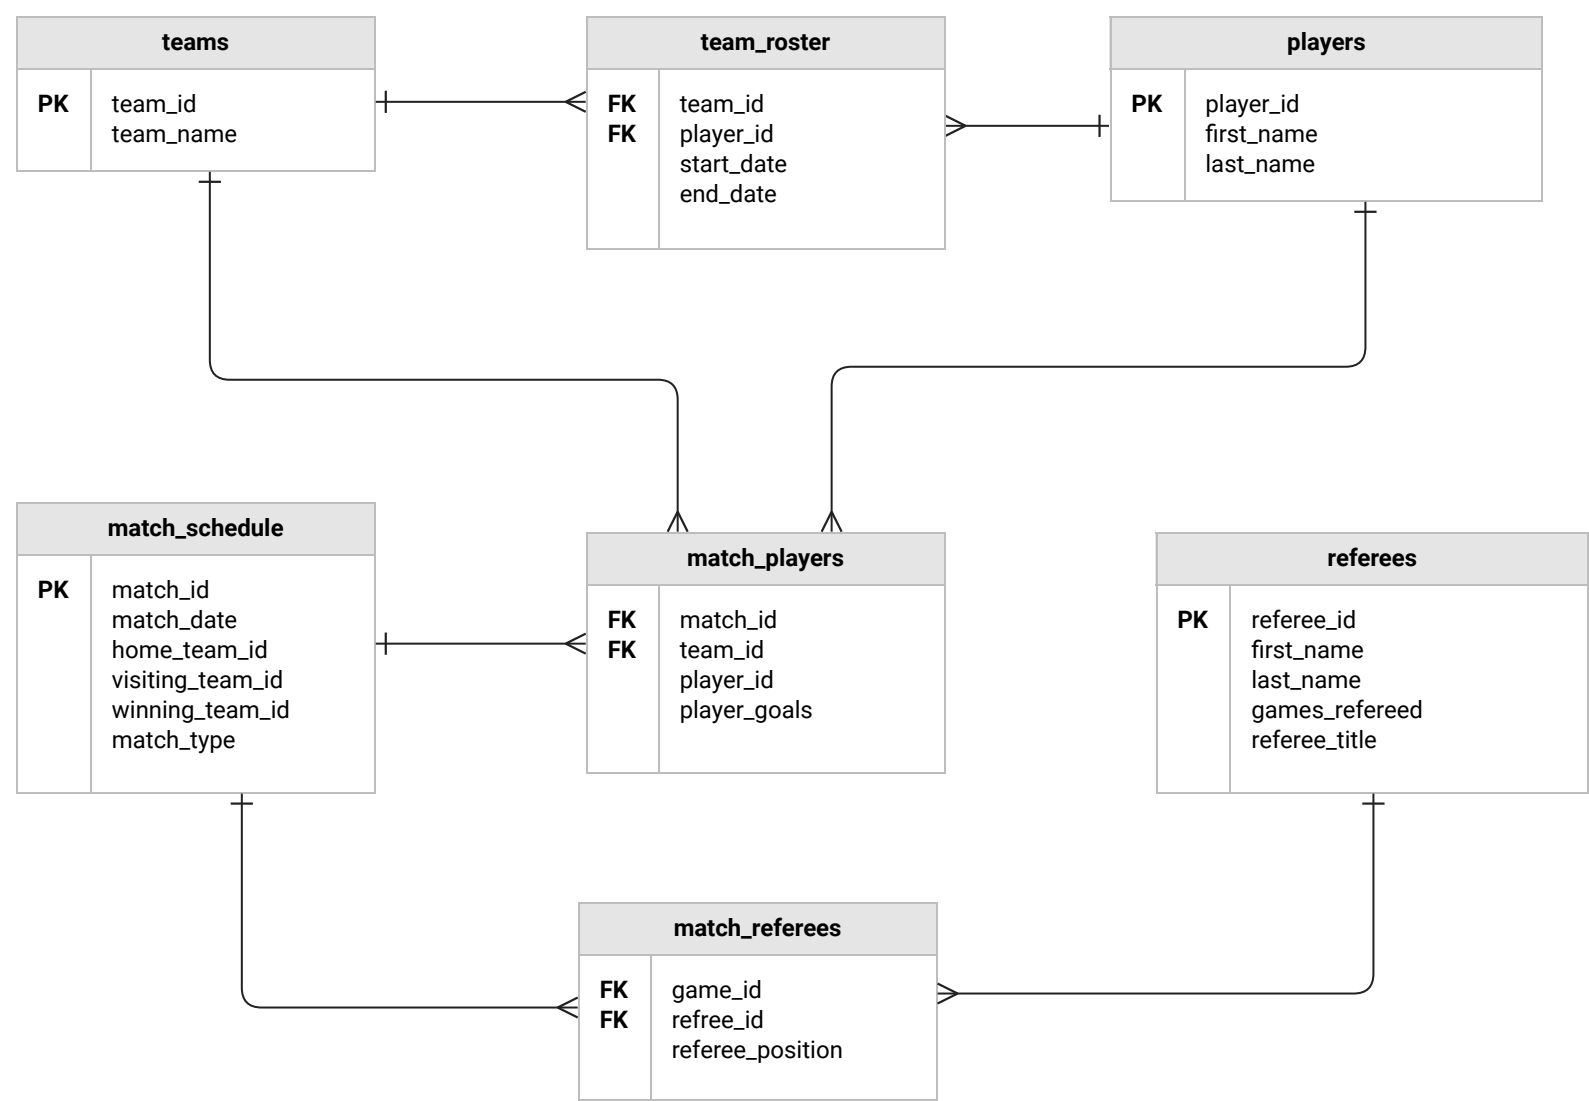 teams
PK team_id
team_name
team_roster
FK team_id
FK player_id
start_date
end_date
players
PK player_id
first_name
last_name
match_schedule
PK match_id
match_date
home_team_id
visiting_team_id
winning_team_id
match_type
match_players
FK match_id
FK team_id
player_id
player_goals
referees
PK referee_id
first_name
last_name
games_refereed
referee_title
match_referees
FK game_id
FK refree_id
referee_position